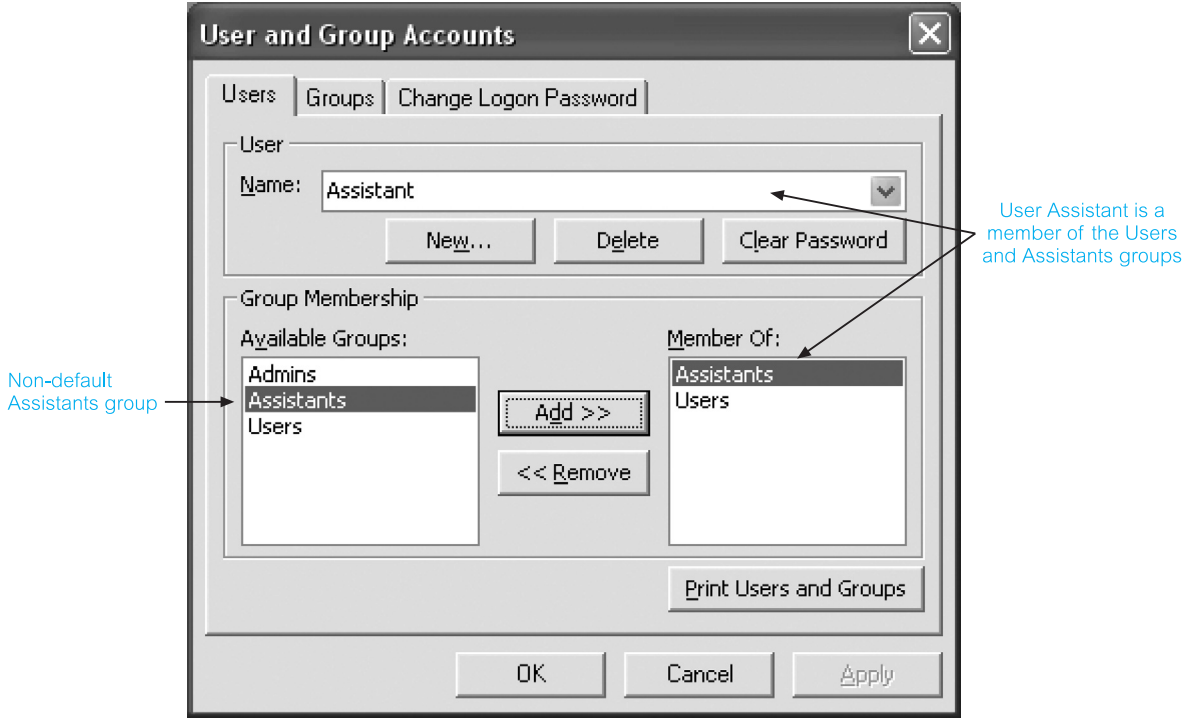 User and Group Accounts
Users
Groups
Change Logon Password
User
Name:
Assistant
New...
Delete
Clear Password
User Assistant is a
member of the Users
and Assistants groups
Group Membership
Available Groups:
Member Of:
Admins
Assistants
Users
Assistants
Users
Non-default
Assistants group
Add >>
<< Remove
Print Users and Groups
OK
Cancel
Apply